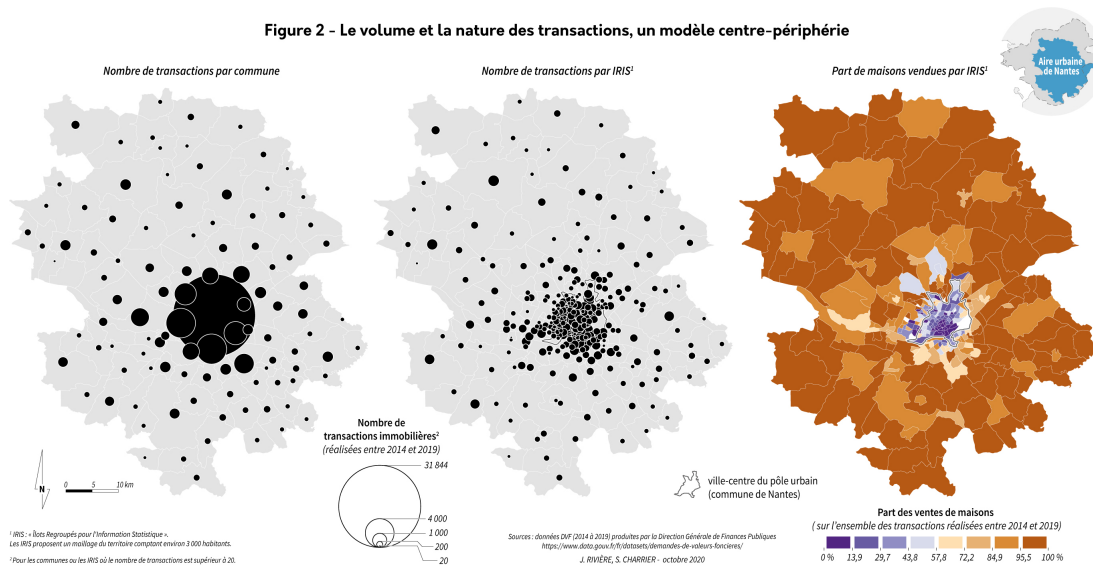 Figure 2 - Le volume et la nature des transactions, un modèle centre-périphérie
Aire urbaine
de Nantes
Nombre de transactions par commune
Nombre de transactions par IRIS¹
Part de maisons vendues par IRIS¹
Nombre de
transactions immobilières²
(réalisées entre 2014 et 2019)
31 844
4 000
1 000
200
20
N
0 5 10 km
ville-centre du pôle urbain
(commune de Nantes)
Part des ventes de maisons
( sur l'ensemble des transactions réalisées entre 2014 et 2019)
0 % 13,9 29,7 43,8 57,8 72,2 84,9 95,5 100 %
¹ IRIS : « Îlots Regroupés pour l'Information Statistique ».
Les IRIS proposent un maillage du territoire comptant environ 3 000 habitants.
² Pour les communes ou les IRIS où le nombre de transactions est supérieur à 20.
Sources : données DVF (2014 à 2019) produites par la Direction Générale de Finances Publiques
https://www.data.gouv.fr/fr/datasets/demandes-de-valeurs-foncieres/
J. RIVIÈRE, S. CHARRIER - octobre 2020